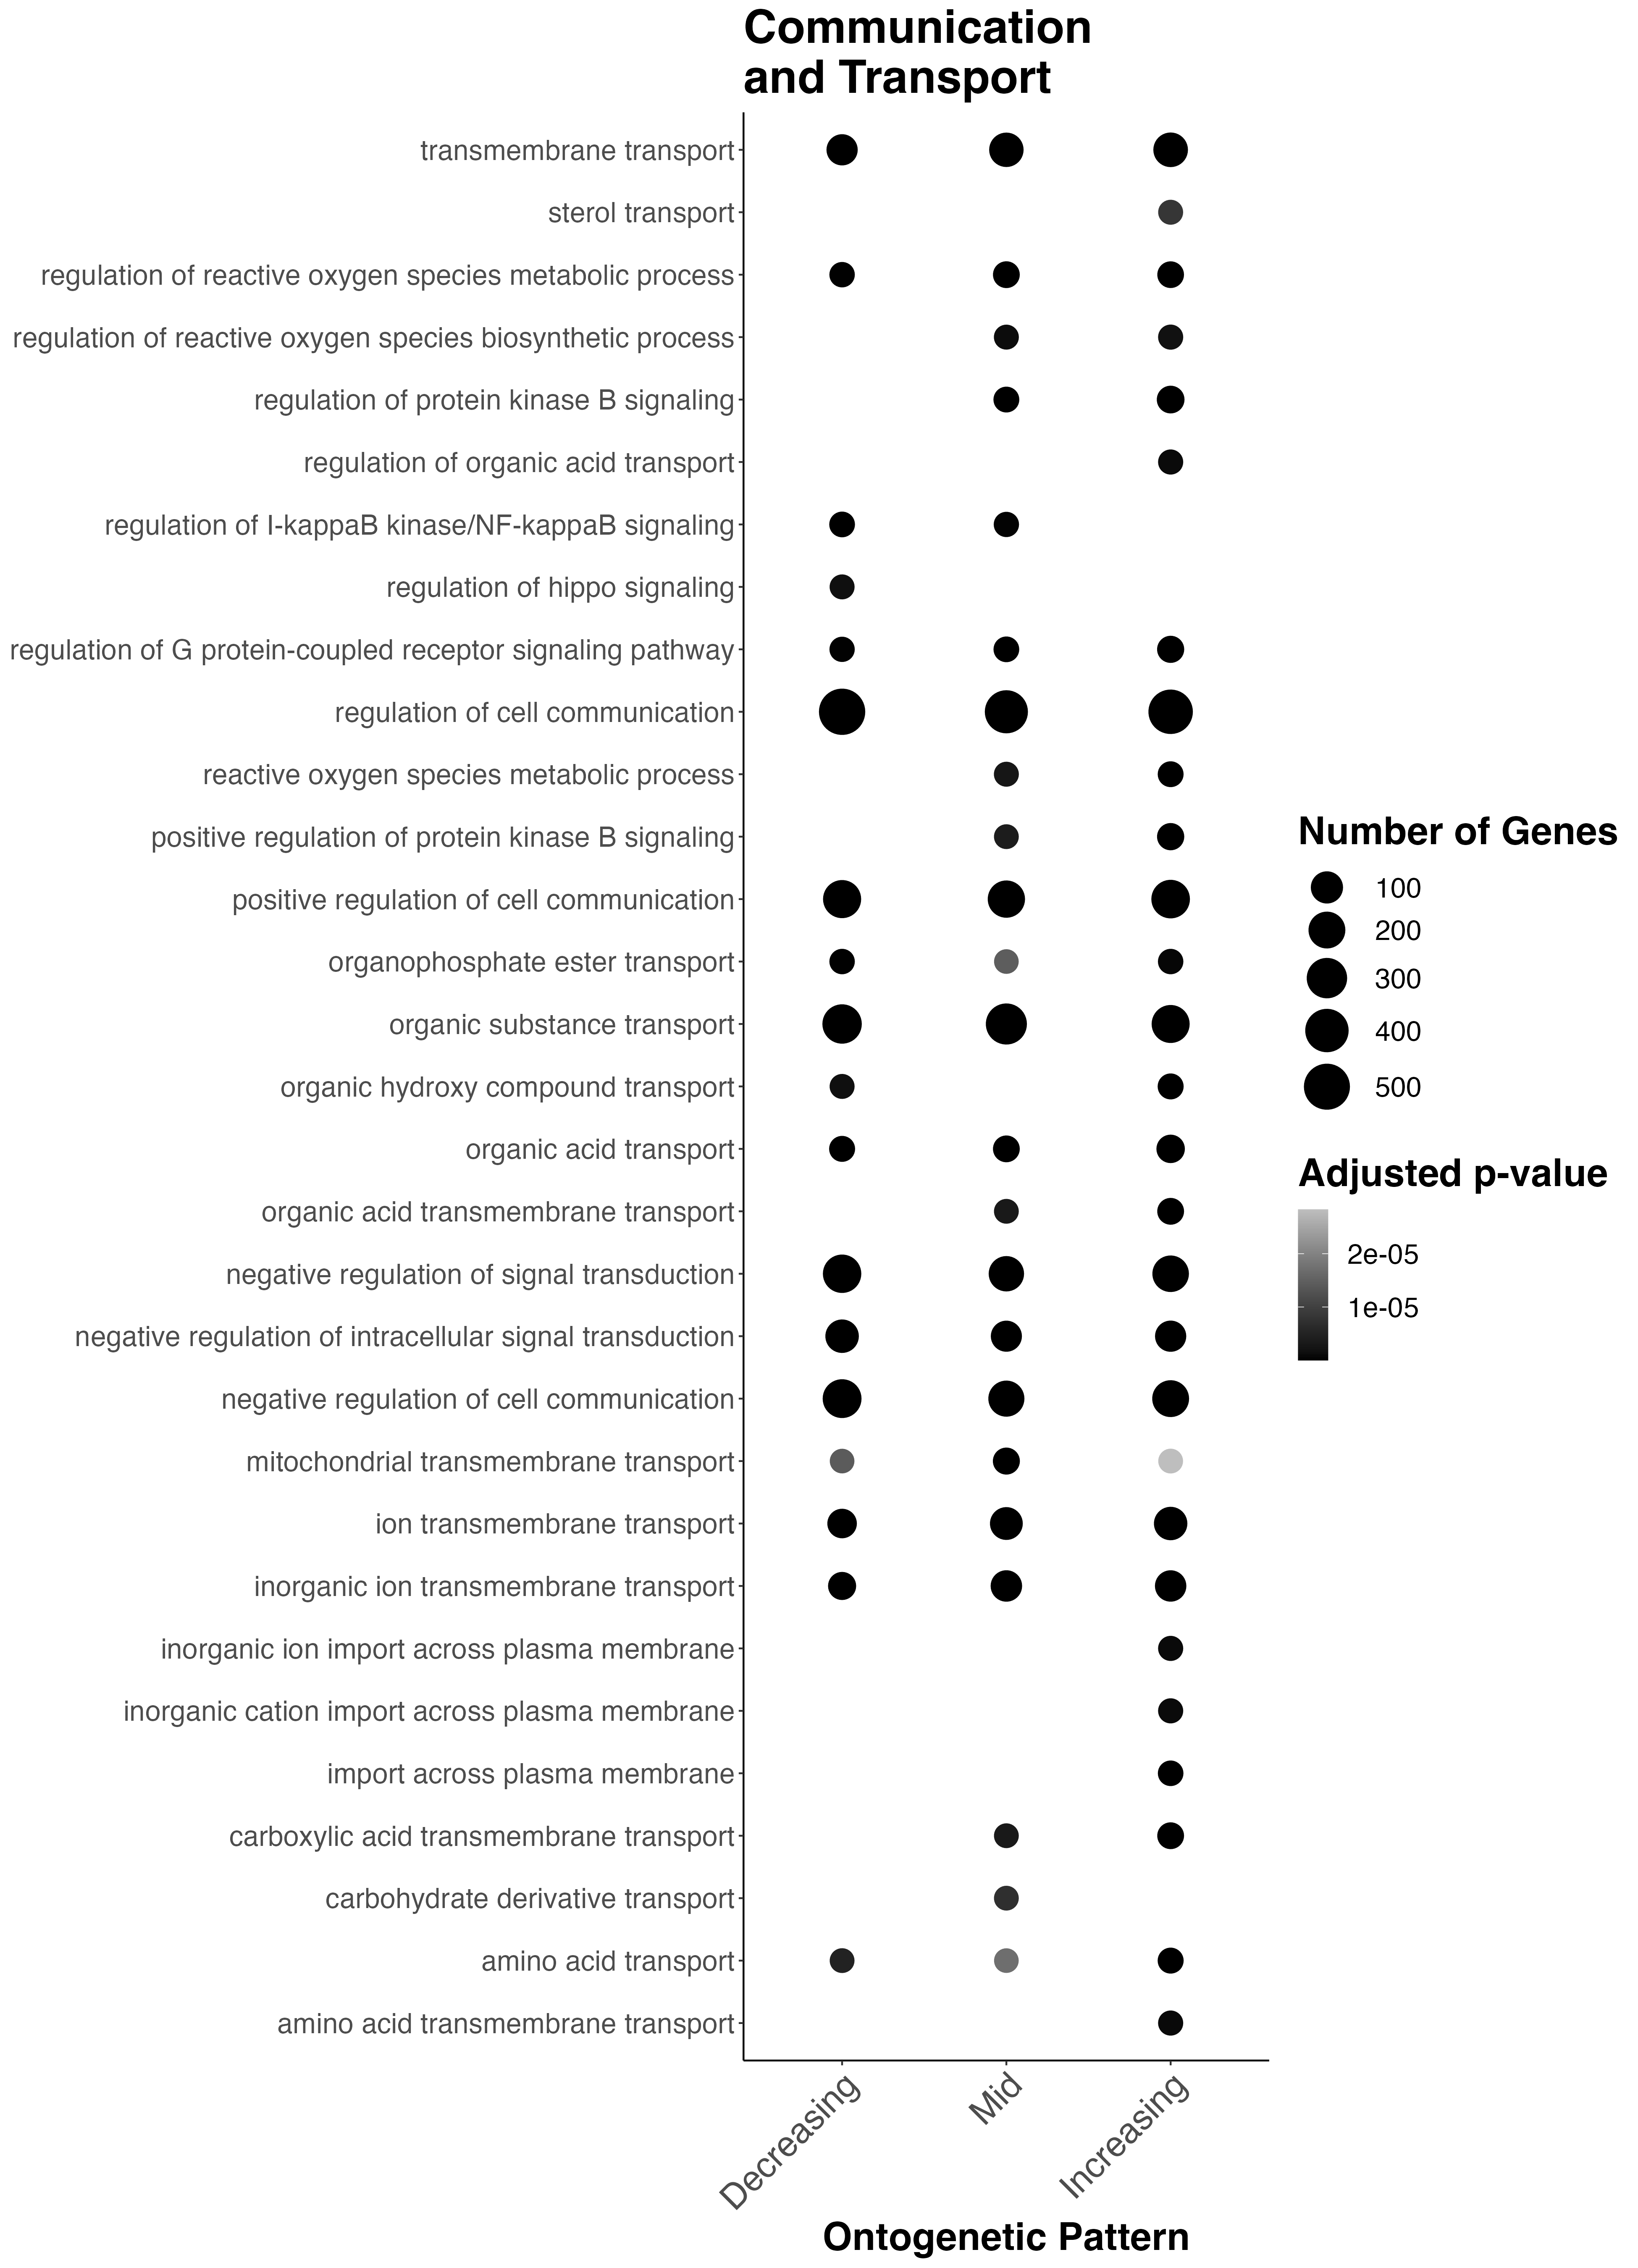 Communication
and Transport
transmembrane transport
sterol transport
regulation of reactive oxygen species metabolic process
regulation of reactive oxygen species biosynthetic process
regulation of protein kinase B signaling
regulation of organic acid transport
regulation of I-kappaB kinase/NF-kappaB signaling
regulation of hippo signaling
regulation of G protein-coupled receptor signaling pathway
regulation of cell communication
reactive oxygen species metabolic process
positive regulation of protein kinase B signaling
positive regulation of cell communication
organophosphate ester transport
organic substance transport
organic hydroxy compound transport
organic acid transport
organic acid transmembrane transport
negative regulation of signal transduction
negative regulation of intracellular signal transduction
negative regulation of cell communication
mitochondrial transmembrane transport
ion transmembrane transport
inorganic ion transmembrane transport
inorganic ion import across plasma membrane
inorganic cation import across plasma membrane
import across plasma membrane
carboxylic acid transmembrane transport
carbohydrate derivative transport
amino acid transport
amino acid transmembrane transport
Decreasing
Mid
Increasing
Ontogenetic Pattern
Number of Genes
100
200
300
400
500
Adjusted p-value
2e-05
1e-05